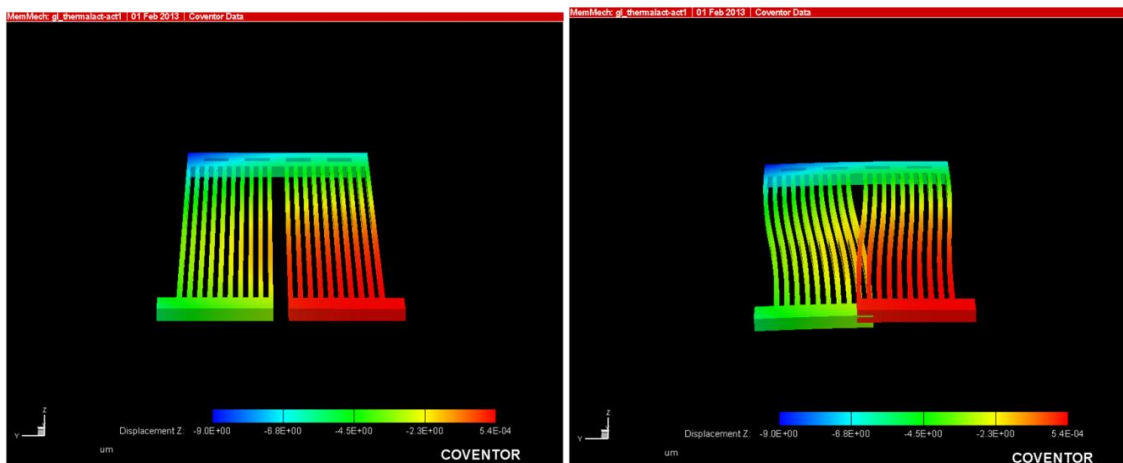 MemMech: gl_thermalact-act1 | 01 Feb 2013 | Coventor Data
Z
Y
Displacement Z:
-9.0E+00 -6.8E+00 -4.5E+00 -2.3E+00 5.4E-04
um
COVENTOR
MemMech: gl_thermalact-act1 | 01 Feb 2013 | Coventor Data
Z
Y
Displacement Z:
-9.0E+00 -6.8E+00 -4.5E+00 -2.3E+00 5.4E-04
um
COVENTOR